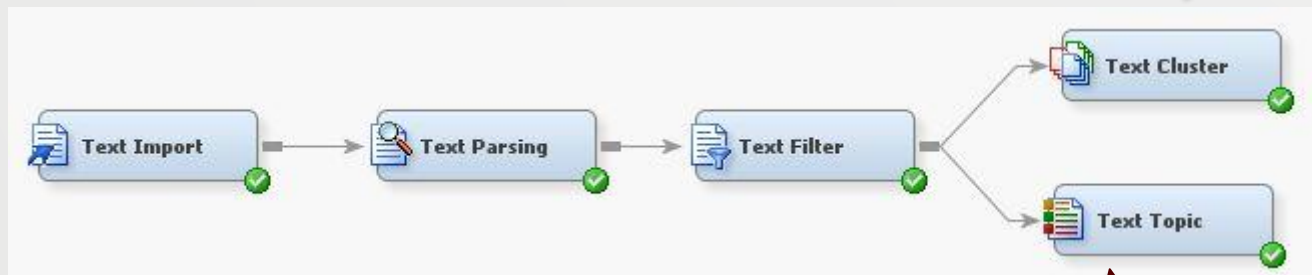 Text Import
Text Parsing
Text Filter
Text Cluster
Text Topic